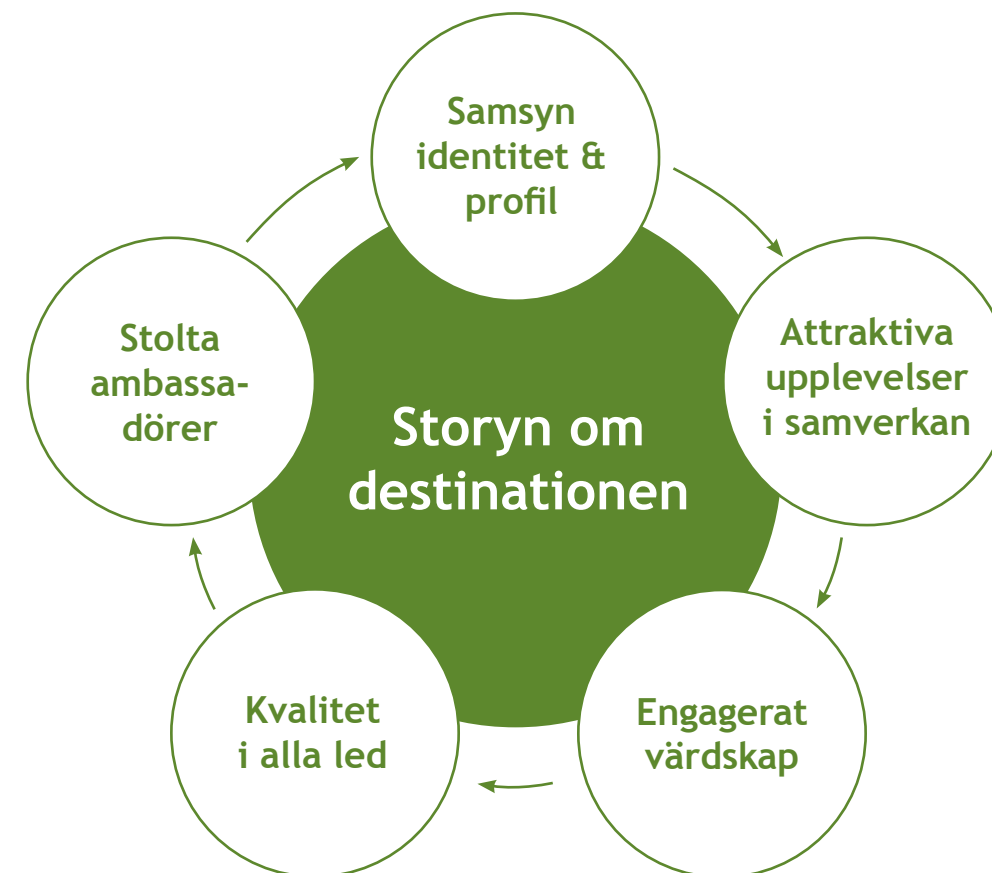 Samsyn
identitet &
profil
Attraktiva
upplevelser
i samverkan
Engagerat
värdskap
Kvalitet
i alla led
Stolta
ambassa-
dörer
Storyn om
destinationen